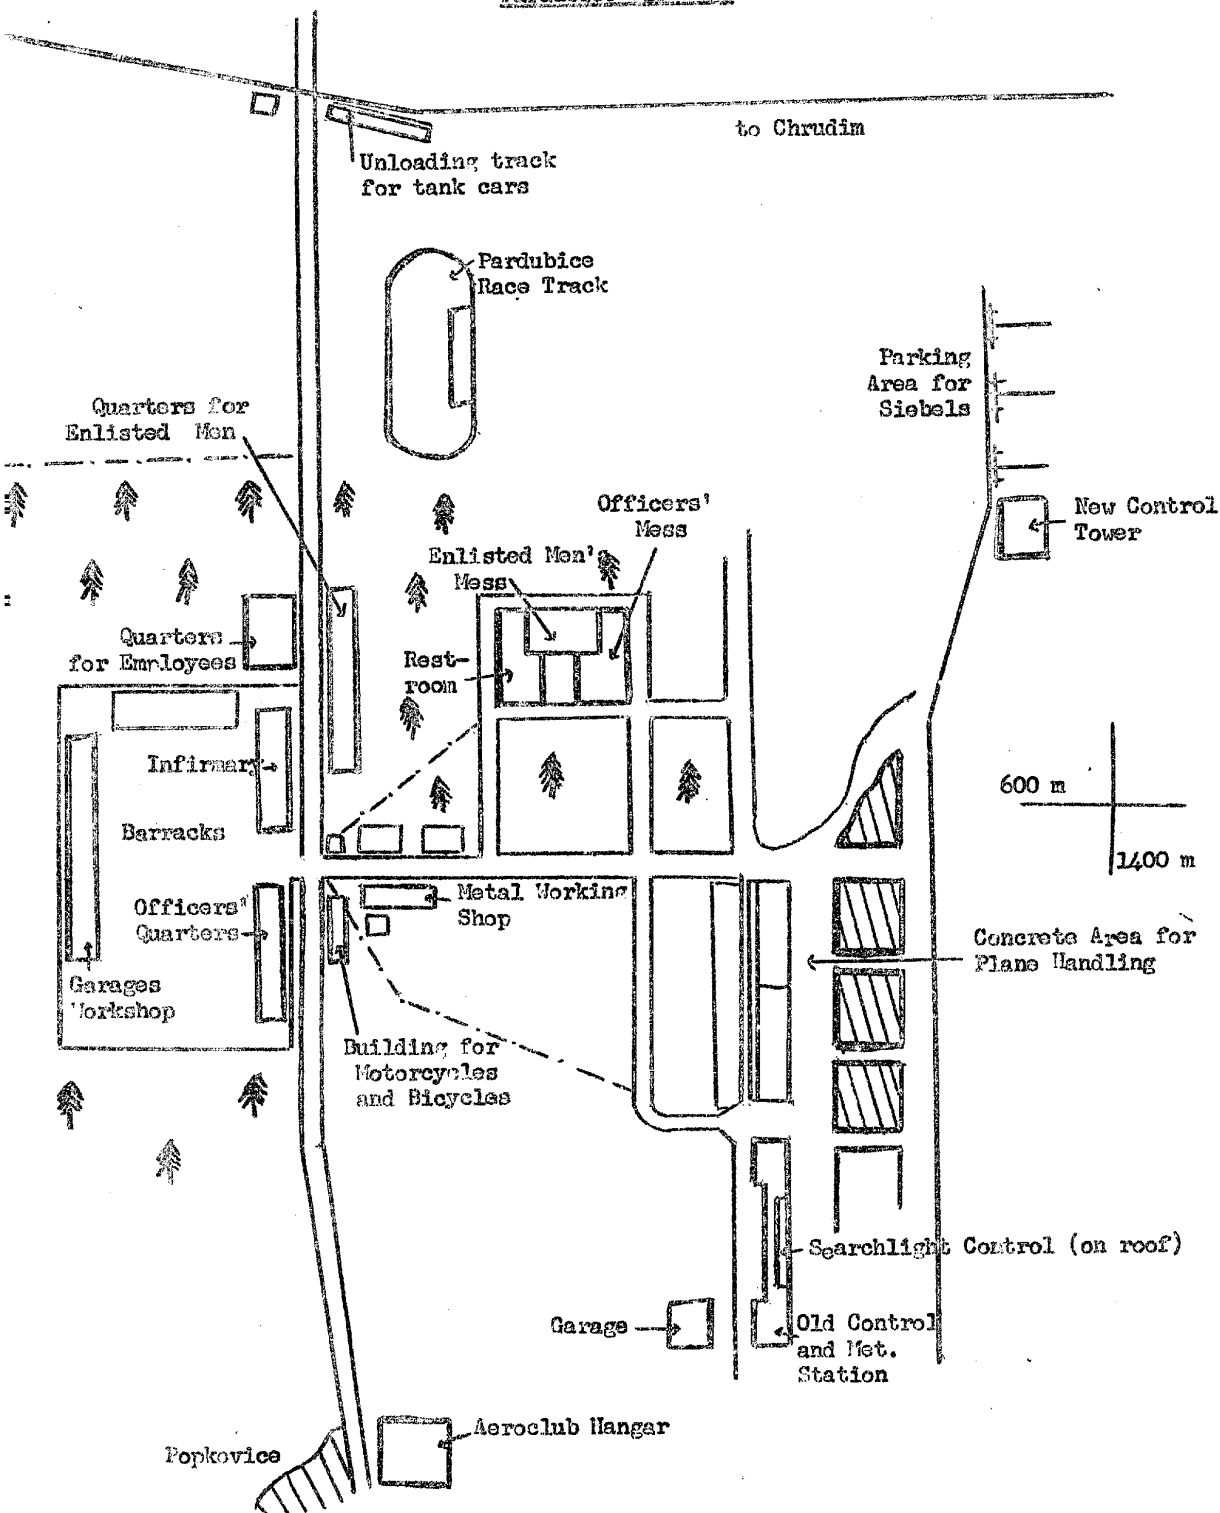 to Chrudim
Unloading track
for tank cars
Pardubice
Race Track
Parking
Area for
Siebels
Quarters for
Enlisted Men
New Control
Tower
Officers'
Mess
Enlisted Men's
Mess
Quarters
for Employees
Rest-
room
Infirmary
600 m
1400 m
Barracks
Metal Working
Shop
Officers'
Quarters
Concrete Area for
Plane Handling
Garages
Workshop
Building for
Motorcycles
and Bicycles
Searchlight Control (on roof)
Garage
Old Control
and Met.
Station
Aeroclub Hangar
Popkovice